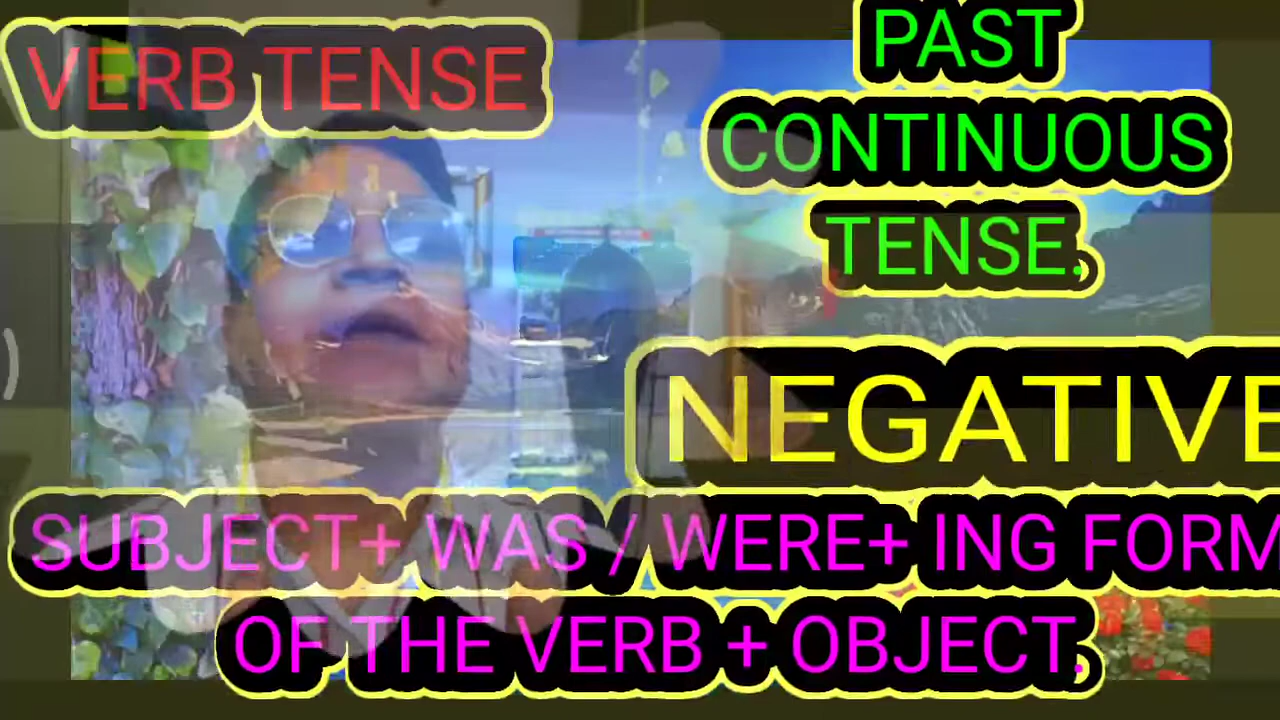 VERB TENSE
PAST
CONTINUOUS
TENSE.
NEGATIVE
SUBJECT+ WAS / WERE+ ING FORM
OF THE VERB + OBJECT.